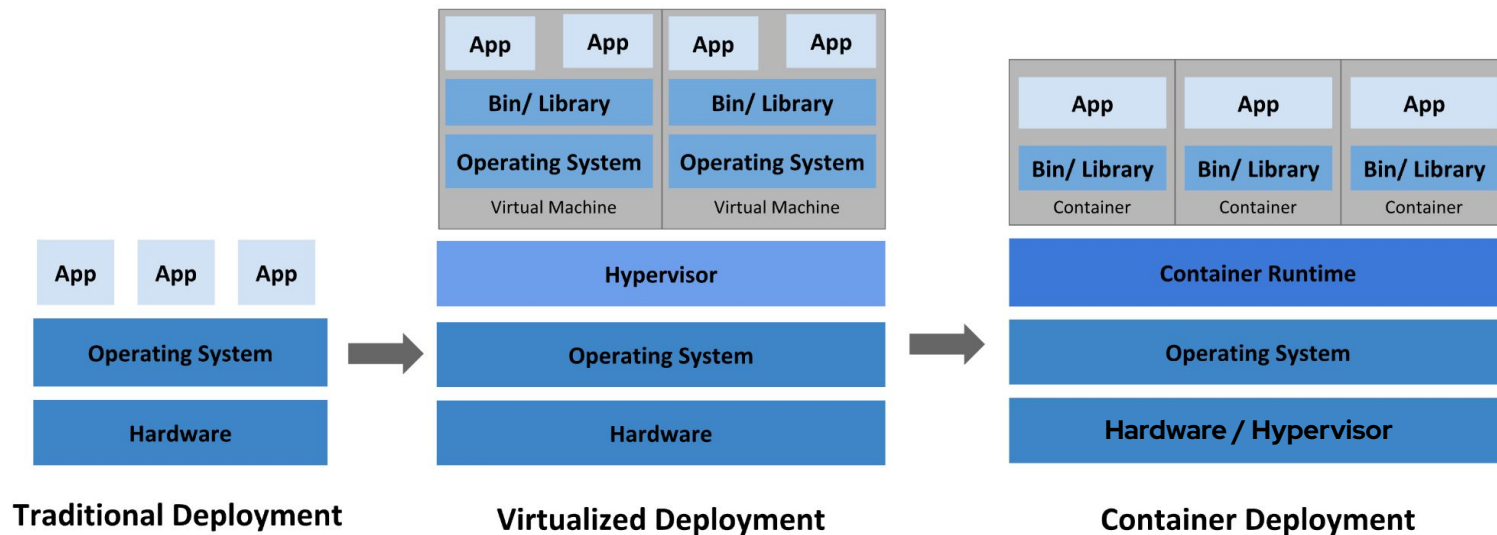 App
App
App
Operating System
Hardware
Traditional Deployment
App
App
Bin/ Library
Operating System
Virtual Machine
App
App
Bin/ Library
Operating System
Virtual Machine
Hypervisor
Operating System
Hardware
Virtualized Deployment
App
Bin/ Library
Container
App
Bin/ Library
Container
App
Bin/ Library
Container
Container Runtime
Operating System
Hardware / Hypervisor
Container Deployment